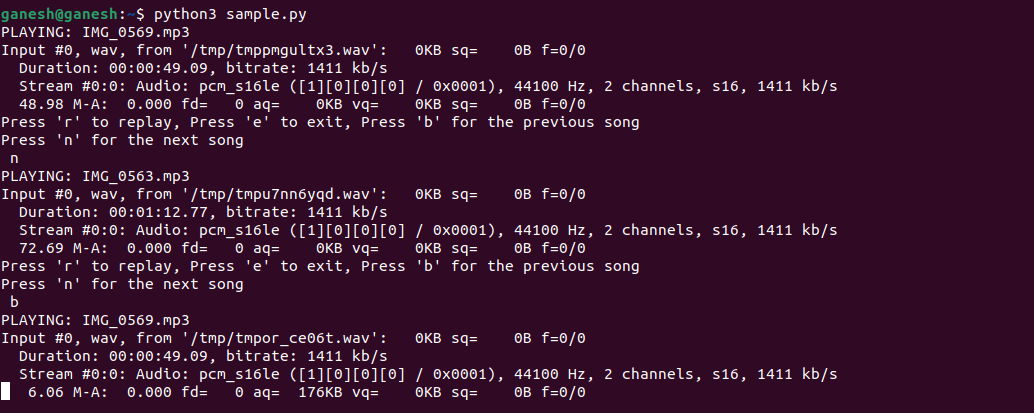 ganesh@ganesh:~$ python3 sample.py
PLAYING: IMG_0569.mp3
Input #0, wav, from '/tmp/tmppmgultx3.wav':   0KB sq=    0B f=0/0
  Duration: 00:00:49.09, bitrate: 1411 kb/s
  Stream #0:0: Audio: pcm_s16le ([1][0][0][0] / 0x0001), 44100 Hz, 2 channels, s16, 1411 kb/s
  48.98 M-A:  0.000 fd=   0 aq=    0KB vq=    0KB sq=    0B f=0/0
Press 'r' to replay, Press 'e' to exit, Press 'b' for the previous song
Press 'n' for the next song
 n
PLAYING: IMG_0563.mp3
Input #0, wav, from '/tmp/tmpu7nn6yqd.wav':   0KB sq=    0B f=0/0
  Duration: 00:01:12.77, bitrate: 1411 kb/s
  Stream #0:0: Audio: pcm_s16le ([1][0][0][0] / 0x0001), 44100 Hz, 2 channels, s16, 1411 kb/s
  72.69 M-A:  0.000 fd=   0 aq=    0KB vq=    0KB sq=    0B f=0/0
Press 'r' to replay, Press 'e' to exit, Press 'b' for the previous song
Press 'n' for the next song
 b
PLAYING: IMG_0569.mp3
Input #0, wav, from '/tmp/tmpor_ce06t.wav':   0KB sq=    0B f=0/0
  Duration: 00:00:49.09, bitrate: 1411 kb/s
  Stream #0:0: Audio: pcm_s16le ([1][0][0][0] / 0x0001), 44100 Hz, 2 channels, s16, 1411 kb/s
   6.06 M-A:  0.000 fd=   0 aq=  176KB vq=    0KB sq=    0B f=0/0